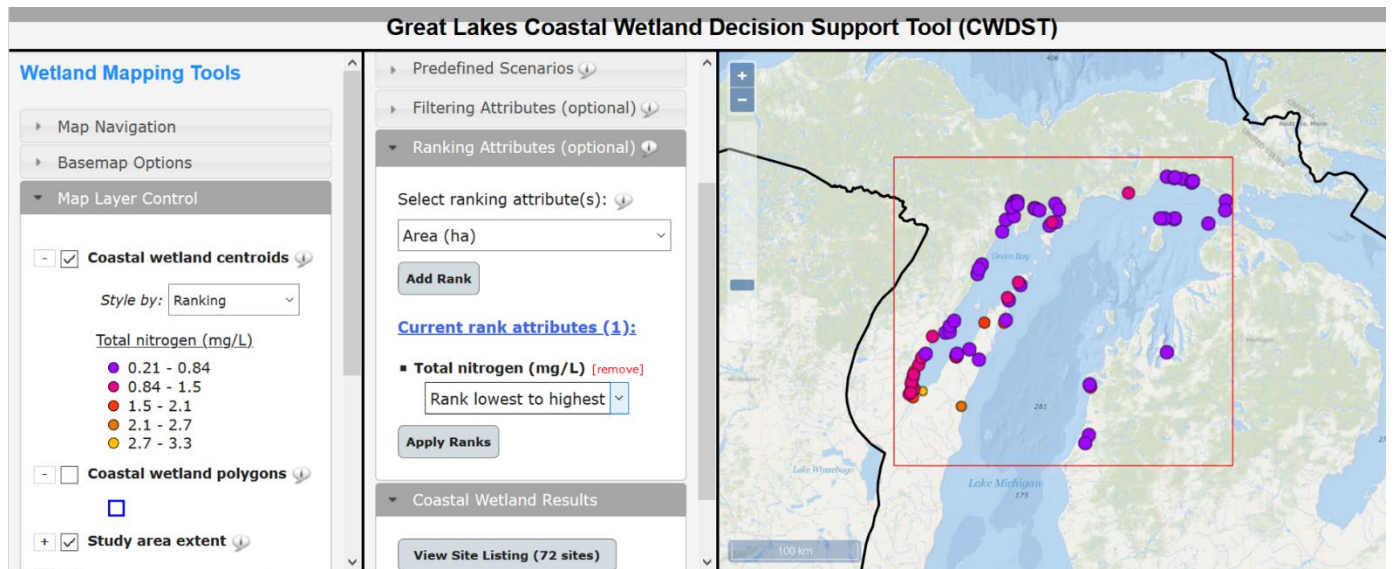 Great Lakes Coastal Wetland Decision Support Tool (CWDST)
Wetland Mapping Tools
Map Navigation
Basemap Options
Map Layer Control
- Coastal wetland centroids
Style by: Ranking
Total nitrogen (mg/L)
0.21 - 0.84
0.84 - 1.5
1.5 - 2.1
2.1 - 2.7
2.7 - 3.3
- Coastal wetland polygons
+ Study area extent
Predefined Scenarios
Filtering Attributes (optional)
Ranking Attributes (optional)
Select ranking attribute(s):
Area (ha)
Add Rank
Current rank attributes (1):
Total nitrogen (mg/L) [remove]
Rank lowest to highest
Apply Ranks
Coastal Wetland Results
View Site Listing (72 sites)
+
-
406
Green Bay
Michigan
281
Lake Winnebago
Lake Michigan
175
100 km